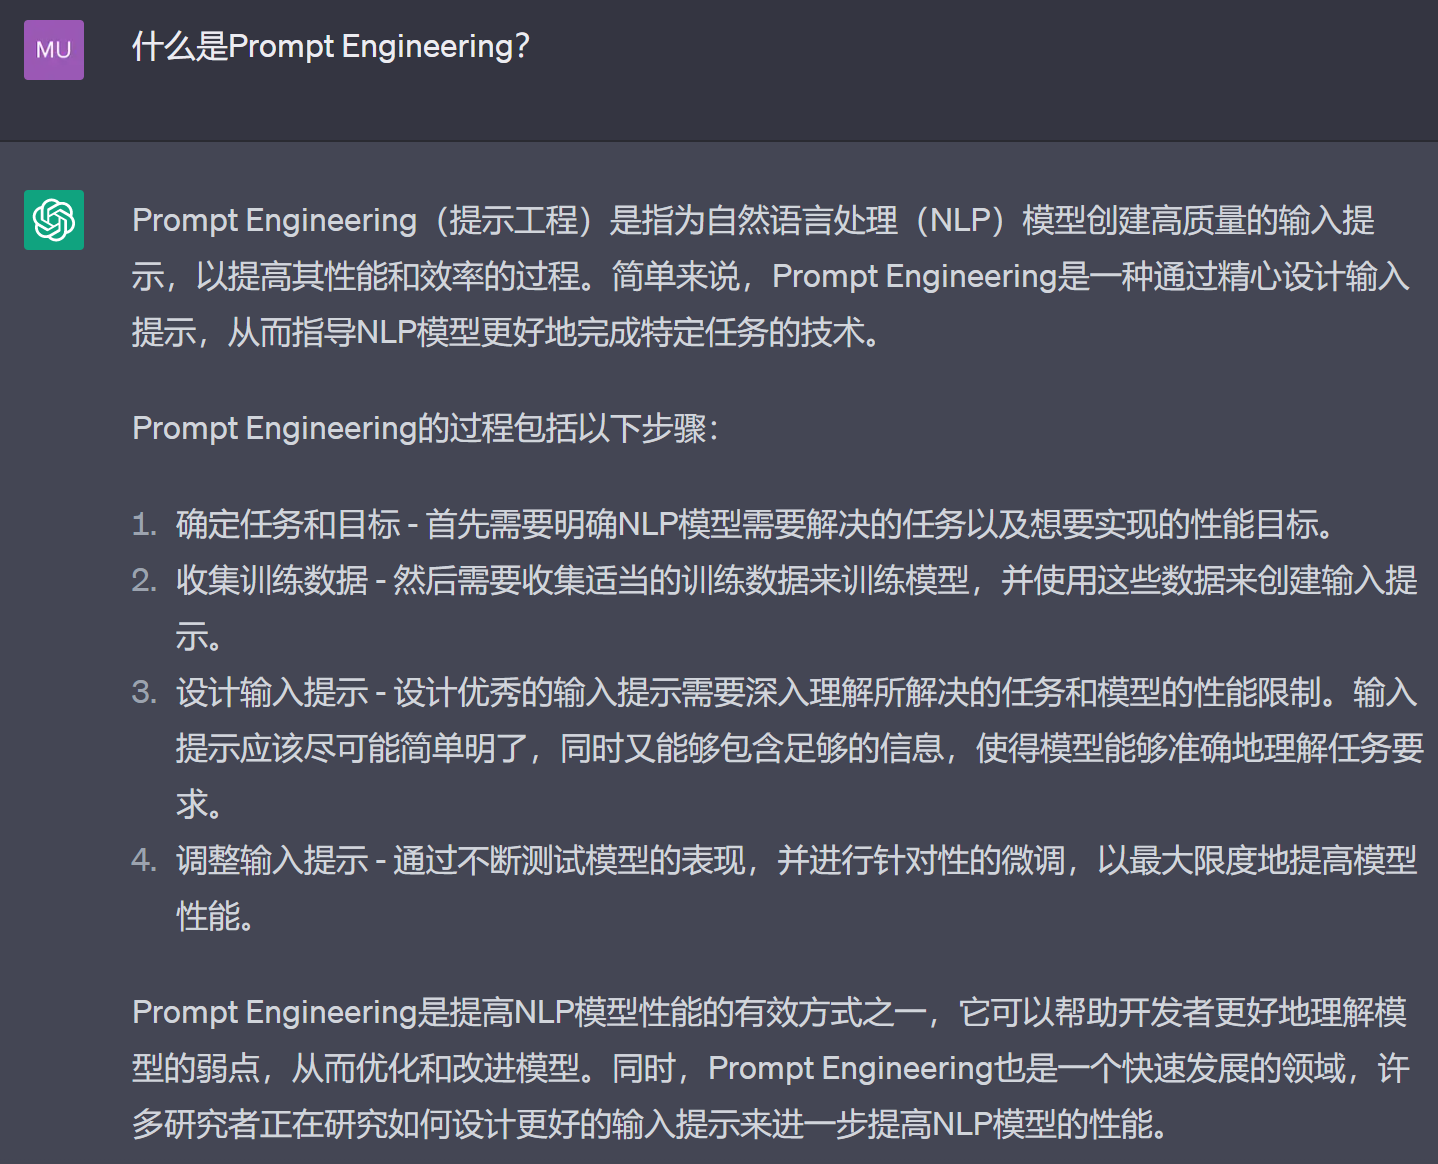 MU
什么是Prompt Engineering?
Prompt Engineering（提示工程）是指为自然语言处理（NLP）模型创建高质量的输入提
示，以提高其性能和效率的过程。简单来说，Prompt Engineering是一种通过精心设计输入
提示，从而指导NLP模型更好地完成特定任务的技术。
Prompt Engineering的过程包括以下步骤：
1. 确定任务和目标 - 首先需要明确NLP模型需要解决的任务以及想要实现的性能目标。
2. 收集训练数据 - 然后需要收集适当的训练数据来训练模型，并使用这些数据来创建输入提
示。
3. 设计输入提示 - 设计优秀的输入提示需要深入理解所解决的任务和模型的性能限制。输入
提示应该尽可能简单明了，同时又能够包含足够的信息，使得模型能够准确地理解任务要
求。
4. 调整输入提示 - 通过不断测试模型的表现，并进行针对性的微调，以最大限度地提高模型
性能。
Prompt Engineering是提高NLP模型性能的有效方式之一，它可以帮助开发者更好地理解模
型的弱点，从而优化和改进模型。同时，Prompt Engineering也是一个快速发展的领域，许
多研究者正在研究如何设计更好的输入提示来进一步提高NLP模型的性能。